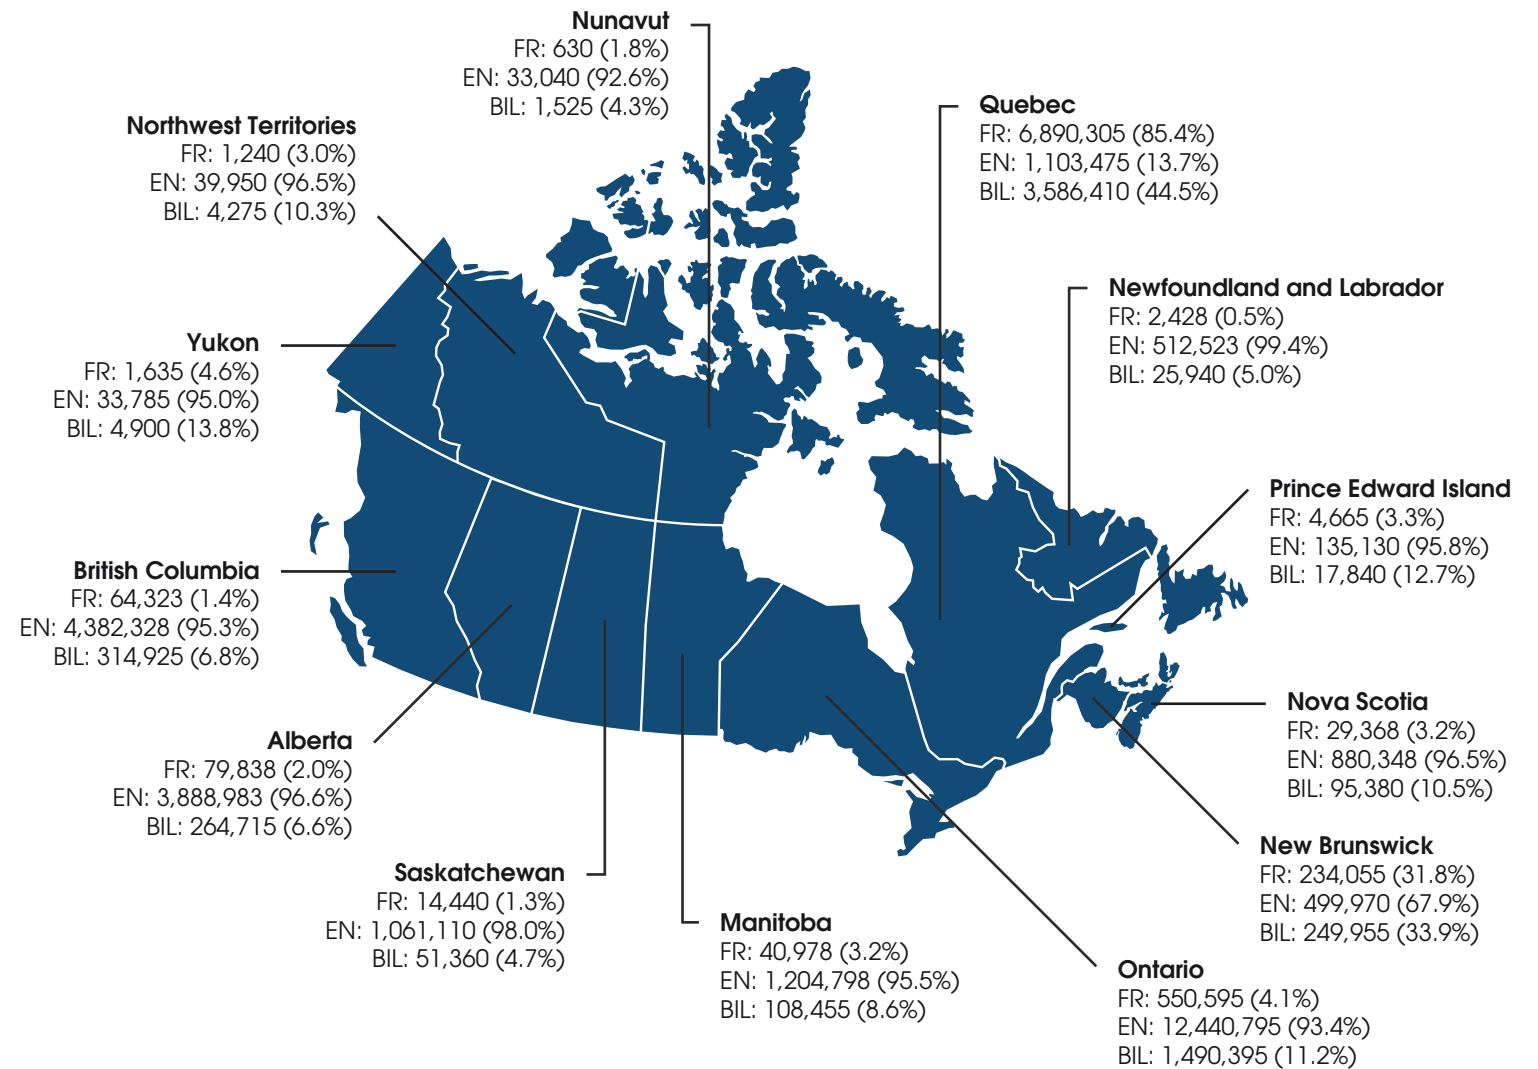 Nunavut
FR: 630 (1.8%)
EN: 33,040 (92.6%)
BIL: 1,525 (4.3%)
Northwest Territories
FR: 1,240 (3.0%)
EN: 39,950 (96.5%)
BIL: 4,275 (10.3%)
Quebec
FR: 6,890,305 (85.4%)
EN: 1,103,475 (13.7%)
BIL: 3,586,410 (44.5%)
Newfoundland and Labrador
FR: 2,428 (0.5%)
EN: 512,523 (99.4%)
BIL: 25,940 (5.0%)
Yukon
FR: 1,635 (4.6%)
EN: 33,785 (95.0%)
BIL: 4,900 (13.8%)
Prince Edward Island
FR: 4,665 (3.3%)
EN: 135,130 (95.8%)
BIL: 17,840 (12.7%)
British Columbia
FR: 64,323 (1.4%)
EN: 4,382,328 (95.3%)
BIL: 314,925 (6.8%)
Nova Scotia
FR: 29,368 (3.2%)
EN: 880,348 (96.5%)
BIL: 95,380 (10.5%)
Alberta
FR: 79,838 (2.0%)
EN: 3,888,983 (96.6%)
BIL: 264,715 (6.6%)
New Brunswick
FR: 234,055 (31.8%)
EN: 499,970 (67.9%)
BIL: 249,955 (33.9%)
Saskatchewan
FR: 14,440 (1.3%)
EN: 1,061,110 (98.0%)
BIL: 51,360 (4.7%)
Manitoba
FR: 40,978 (3.2%)
EN: 1,204,798 (95.5%)
BIL: 108,455 (8.6%)
Ontario
FR: 550,595 (4.1%)
EN: 12,440,795 (93.4%)
BIL: 1,490,395 (11.2%)